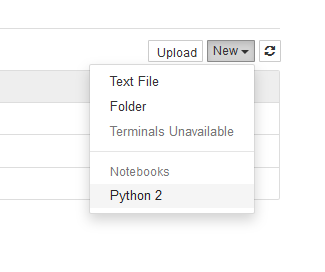 Upload New
Text File
Folder
Terminals Unavailable
Notebooks
Python 2